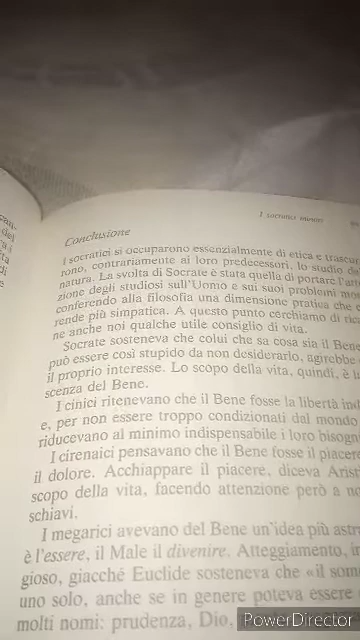 I socratici minori
Conclusione
I socratici si occuparono essenzialmente di etica e trascur
rono, contrariamente ai loro predecessori, lo studio de
natura. La svolta di Socrate è stata quella di portare l'atte
zione degli studiosi sull'Uomo e sui suoi problemi mo
conferendo alla filosofia una dimensione pratica che c
rende più simpatica. A questo punto cerchiamo di rica
ne anche noi qualche utile consiglio di vita.
Socrate sosteneva che colui che sa cosa sia il Bene
può essere così stupido da non desiderarlo, agirebbe
il proprio interesse. Lo scopo della vita, quindi, è
scenza del Bene.
I cinici ritenevano che il Bene fosse la libertà ind
e, per non essere troppo condizionati dal mondo
riducevano al minimo indispensabile i loro bisogn
I cirenaici pensavano che il Bene fosse il piacere
il dolore. Acchiappare il piacere, diceva Arist
scopo della vita, facendo attenzione però a n
schiavi.
I megarici avevano del Bene un'idea più astr
è l'essere, il Male il divenire. Atteggiamento, in
gioso, giacché Euclide sosteneva che «il som
uno solo, anche se in genere poteva essere
molti nomi: prudenza, Dio,
PowerDirector